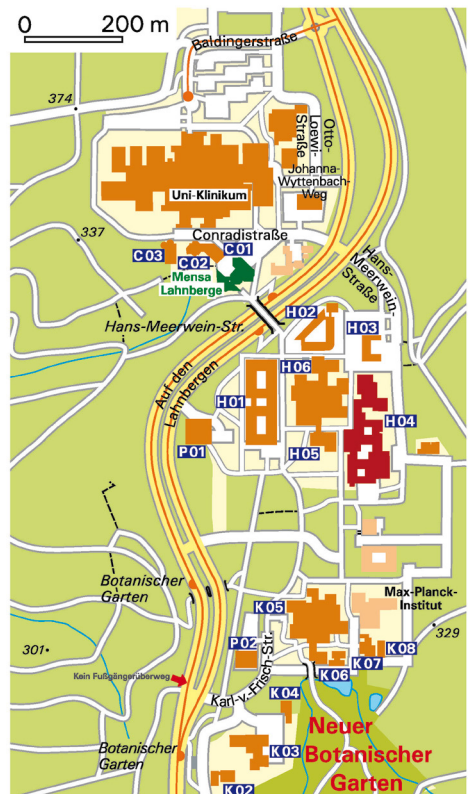 0 200 m
Baldingerstraße
374
Otto-
Loewi-
Straße
Johanna-
Wyttenbach-
Weg
Uni-Klinikum
337
Conradistraße
C 03
C 02
C 01
Mensa
Lahnberge
Hans-
Meerwein-
Straße
Hans-Meerwein-Str.
H 02
H 03
Auf den
Lahnbergen
H 06
H 01
H 04
P 01
H 05
Botanischer
Garten
K 05
Max-Planck-
Institut
329
301
P 02
K 08
K 07
K 06
Kein Fußgängerüberweg
Karl-v.-Frisch-Str.
K 04
Neuer
Botanischer
Garten
Botanischer
Garten
K 03
K 02